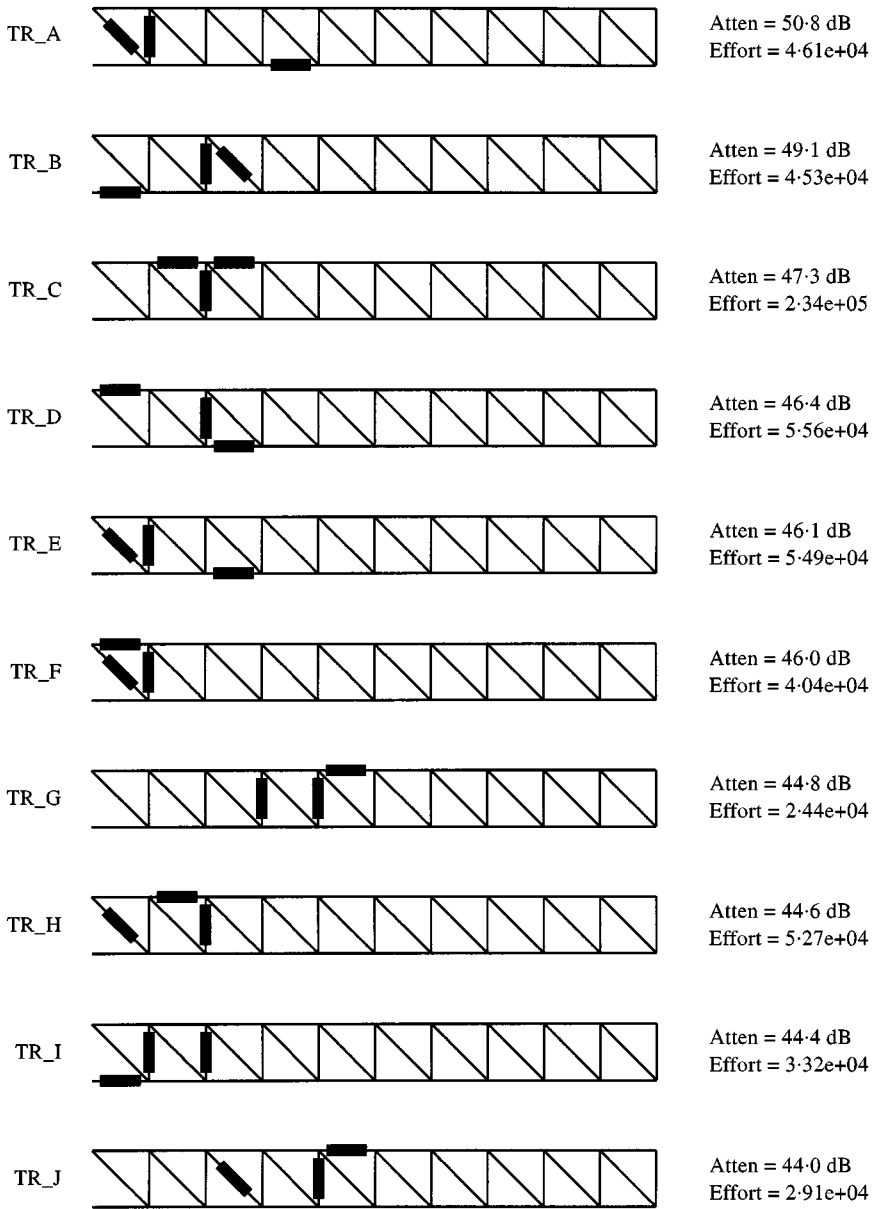 TR_A
Atten = 50·8 dB
Effort = 4·61e+04
TR_B
Atten = 49·1 dB
Effort = 4·53e+04
TR_C
Atten = 47·3 dB
Effort = 2·34e+05
TR_D
Atten = 46·4 dB
Effort = 5·56e+04
TR_E
Atten = 46·1 dB
Effort = 5·49e+04
TR_F
Atten = 46·0 dB
Effort = 4·04e+04
TR_G
Atten = 44·8 dB
Effort = 2·44e+04
TR_H
Atten = 44·6 dB
Effort = 5·27e+04
TR_I
Atten = 44·4 dB
Effort = 3·32e+04
TR_J
Atten = 44·0 dB
Effort = 2·91e+04